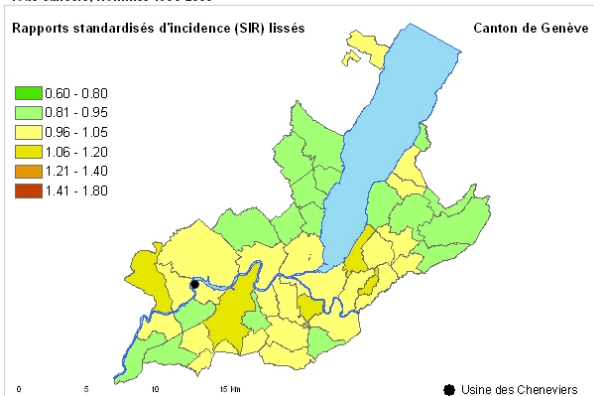 Rapports standardisés d'incidence (SIR) lissés
Canton de Genève
0.60 - 0.80
0.81 - 0.95
0.96 - 1.05
1.06 - 1.20
1.21 - 1.40
1.41 - 1.80
0 5 10 15 km
Usine des Cheneviers